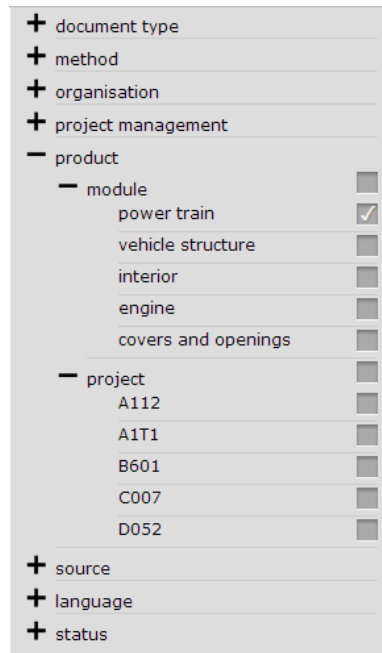 document type
method
organisation
project management
product
module
power train
vehicle structure
interior
engine
covers and openings
project
A112
A1T1
B601
C007
D052
source
language
status